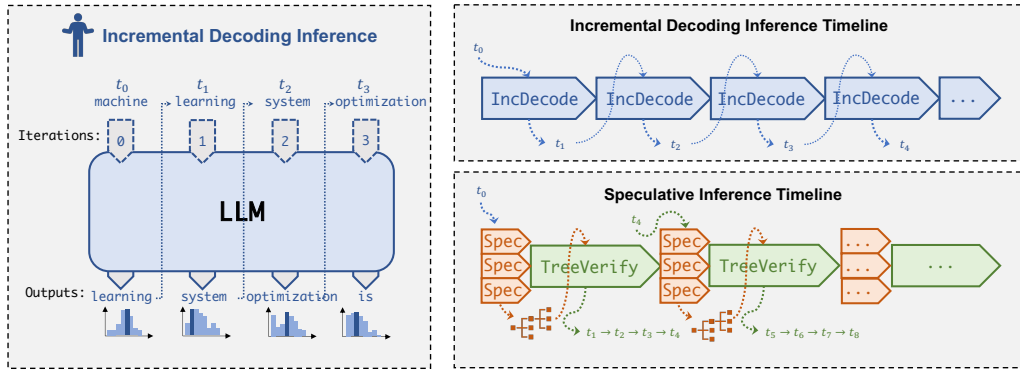 Incremental Decoding Inference
t₀ t₁ t₂ t₃
machine learning system optimization
Iterations:
0 1 2 3
LLM
Outputs:
learning system optimization is
Incremental Decoding Inference Timeline
t₀
IncDecode IncDecode IncDecode IncDecode ...
t₁ t₂ t₃ t₄
Speculative Inference Timeline
t₀ t₄
Spec Spec ...
Spec TreeVerify Spec TreeVerify ... ...
Spec Spec ...
t₁ → t₂ → t₃ → t₄ t₅ → t₆ → t₇ → t₈